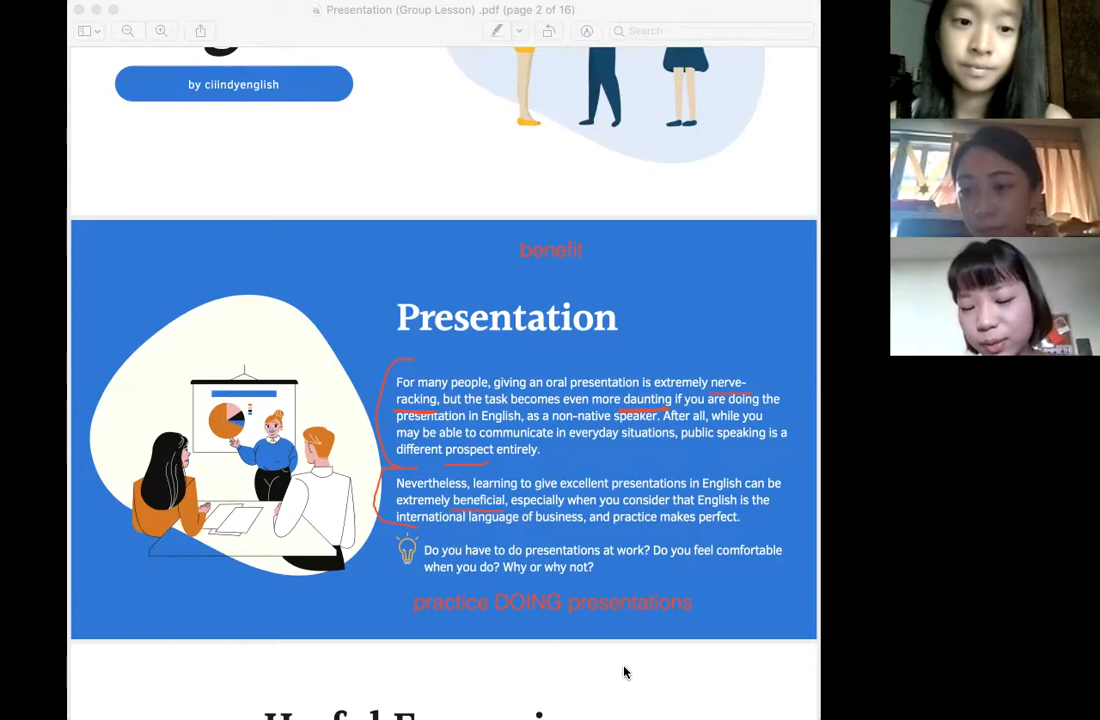 Presentation (Group Lesson) .pdf (page 2 of 16)
Search
by ciiindyenglish
benefit
Presentation
For many people, giving an oral presentation is extremely nerve-
racking, but the task becomes even more daunting if you are doing the
presentation in English, as a non-native speaker. After all, while you
may be able to communicate in everyday situations, public speaking is a
different prospect entirely.
Nevertheless, learning to give excellent presentations in English can be
extremely beneficial, especially when you consider that English is the
international language of business, and practice makes perfect.
Do you have to do presentations at work? Do you feel comfortable
when you do? Why or why not?
practice DOING presentations